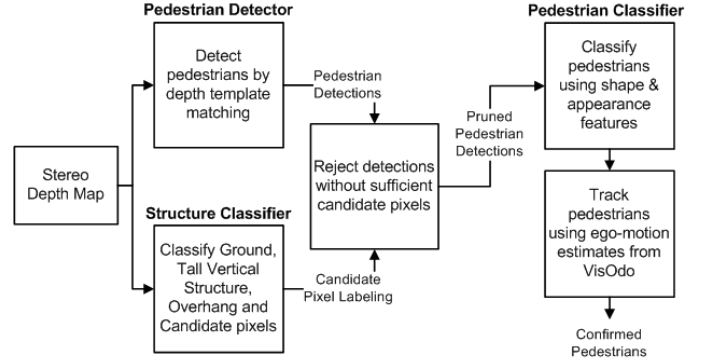 Pedestrian Detector
Detect
pedestrians by
depth template
matching
Pedestrian
Detections
Stereo
Depth Map
Structure Classifier
Classify Ground,
Tall Vertical
Structure,
Overhang and
Candidate pixels
Candidate
Pixel Labeling
Reject detections
without sufficient
candidate pixels
Pruned
Pedestrian
Detections
Pedestrian Classifier
Classify
pedestrians
using shape &
appearance
features
Track
pedestrians
using ego-motion
estimates from
VisOdo
Confirmed
Pedestrians